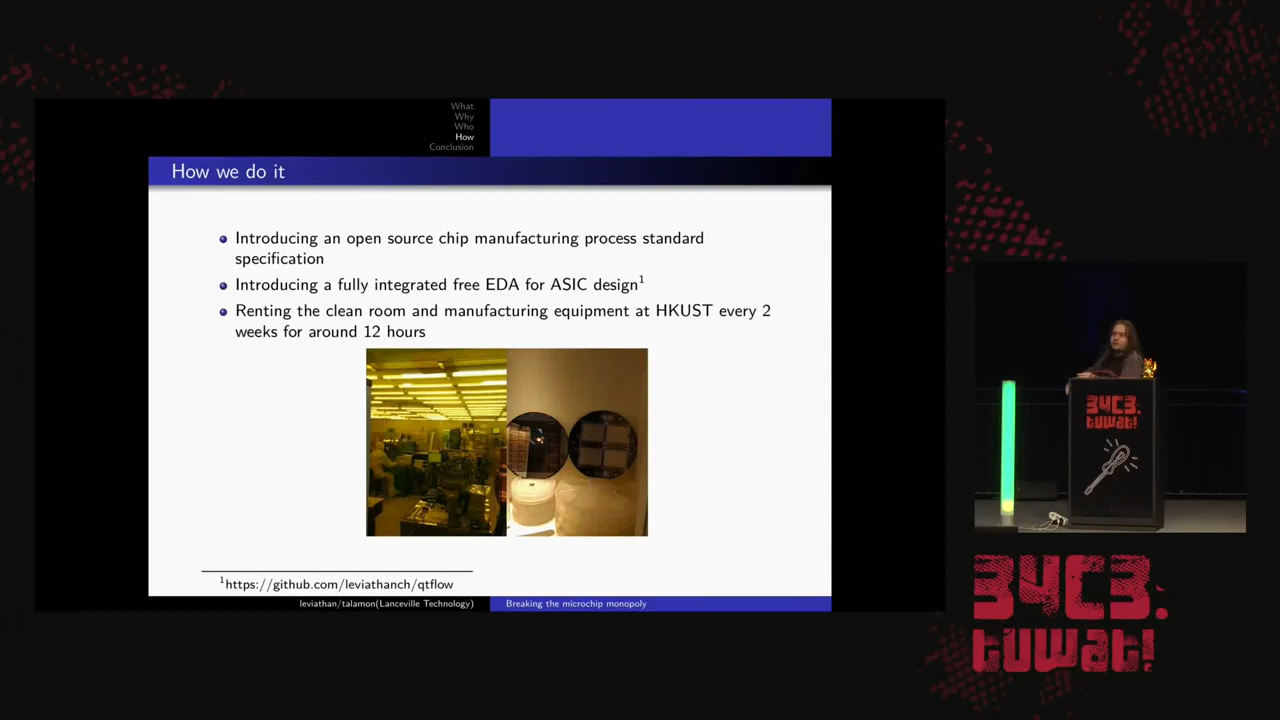 What
Why
Who
How
Conclusion
How we do it
Introducing an open source chip manufacturing process standard
specification
Introducing a fully integrated free EDA for ASIC design1
Renting the clean room and manufacturing equipment at HKUST every 2
weeks for around 12 hours
1https://github.com/leviathanch/qtflow
leviathan/talamon(Lanceville Technology)
Breaking the microchip monopoly
34C3.
tuwat!
34C3.
tuwat!